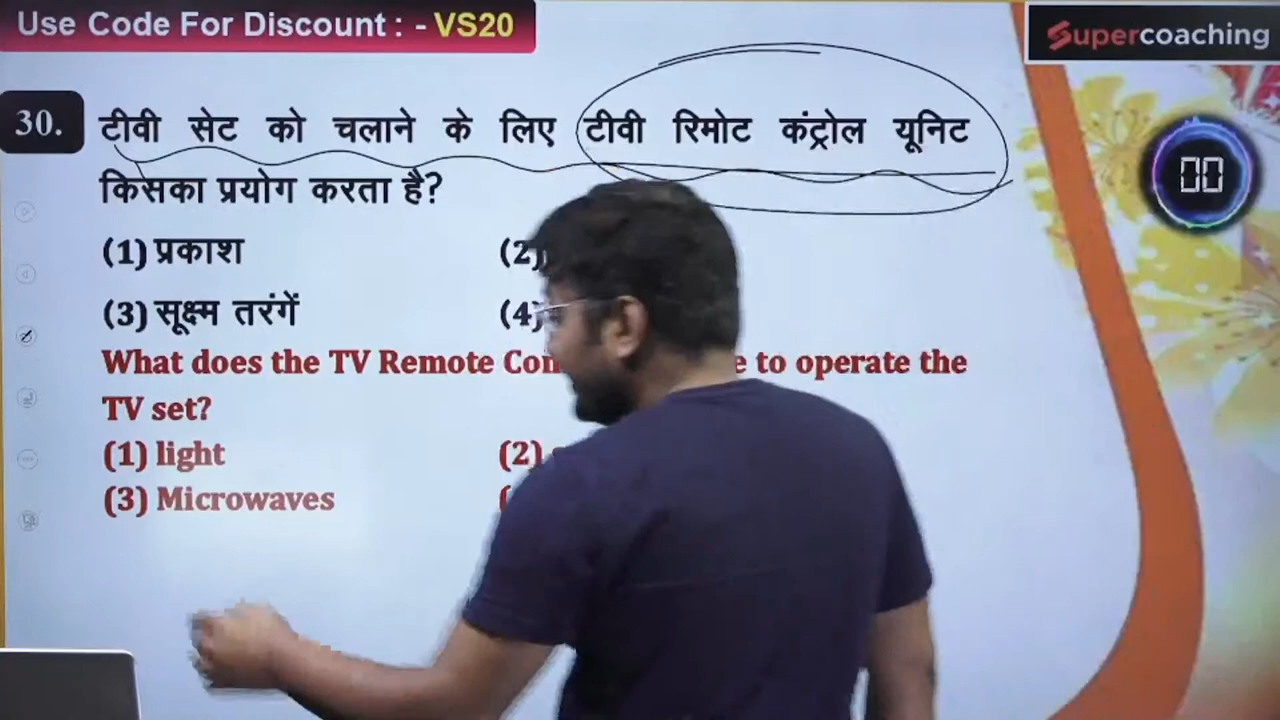 Use Code For Discount : - VS20
Supercoaching
30. टीवी सेट को चलाने के लिए टीवी रिमोट कंट्रोल यूनिट
किसका प्रयोग करता है?
00
(1) प्रकाश (2)
(3) सूक्ष्म तरंगें (4)
What does the TV Remote to operate the
TV set?
(1) light (2)
(3) Microwaves